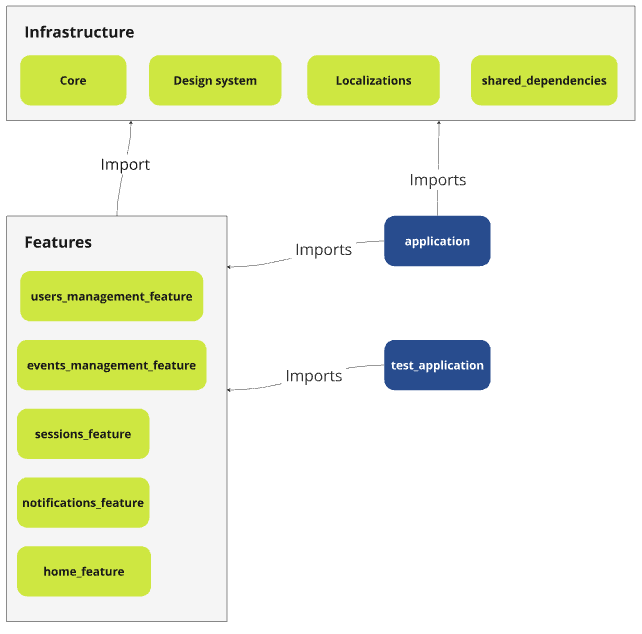 Infrastructure
Core
Design system
Localizations
shared_dependencies
Import
Imports
Features
application
Imports
users_management_feature
events_management_feature
test_application
Imports
sessions_feature
notifications_feature
home_feature